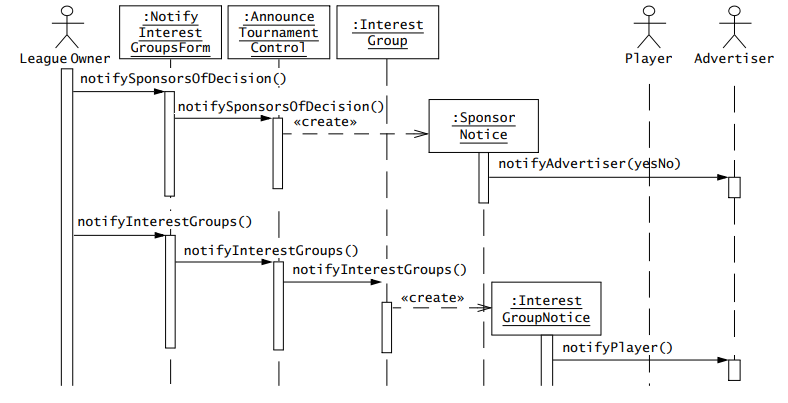 :Notify
Interest
GroupsForm
:Announce
Tournament
Control
:Interest
Group
League Owner
Player
Advertiser
notifySponsorsOfDecision()
notifySponsorsOfDecision()
«create»
:Sponsor
Notice
notifyAdvertiser(yesNo)
notifyInterestGroups()
notifyInterestGroups()
notifyInterestGroups()
«create»
:Interest
GroupNotice
notifyPlayer()